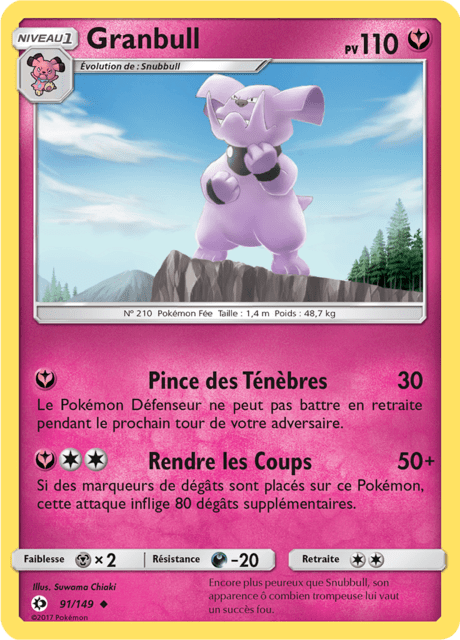 NIVEAU 1 Granbull PV 110
Évolution de : Snubbull
N° 210 Pokémon Fée Taille : 1,4 m Poids : 48,7 kg
Pince des Ténèbres 30
Le Pokémon Défenseur ne peut pas battre en retraite
pendant le prochain tour de votre adversaire.
Rendre les Coups 50+
Si des marqueurs de dégâts sont placés sur ce Pokémon,
cette attaque inflige 80 dégâts supplémentaires.
Faiblesse × 2 Résistance -20 Retraite
Illus. Suwama Chiaki
91/149
©2017 Pokémon
Encore plus peureux que Snubbull, son
apparence ô combien trompeuse lui vaut
un succès fou.